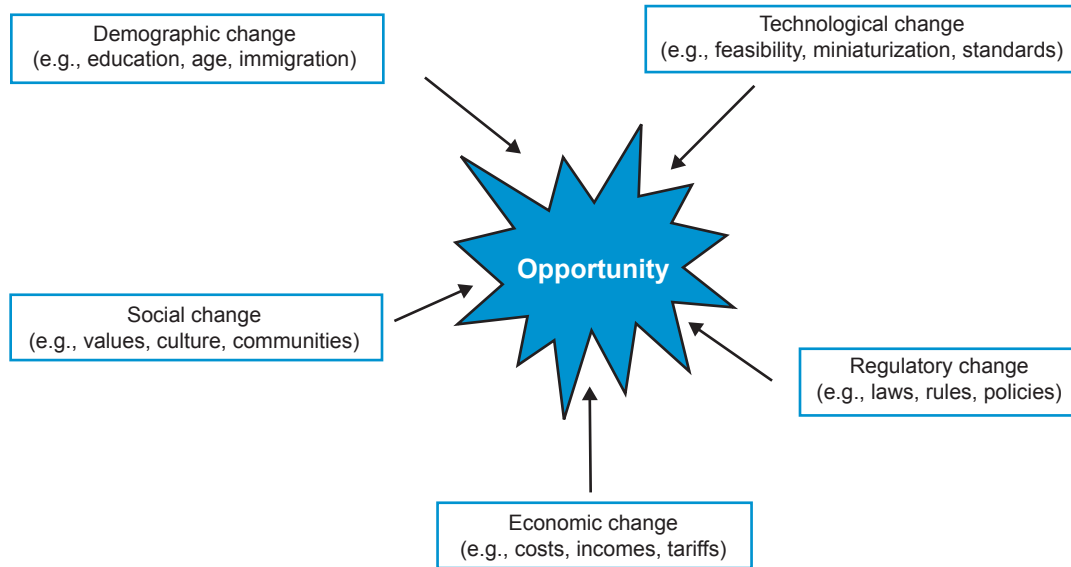 Demographic change
(e.g., education, age, immigration)
Technological change
(e.g., feasibility, miniaturization, standards)
Opportunity
Social change
(e.g., values, culture, communities)
Regulatory change
(e.g., laws, rules, policies)
Economic change
(e.g., costs, incomes, tariffs)